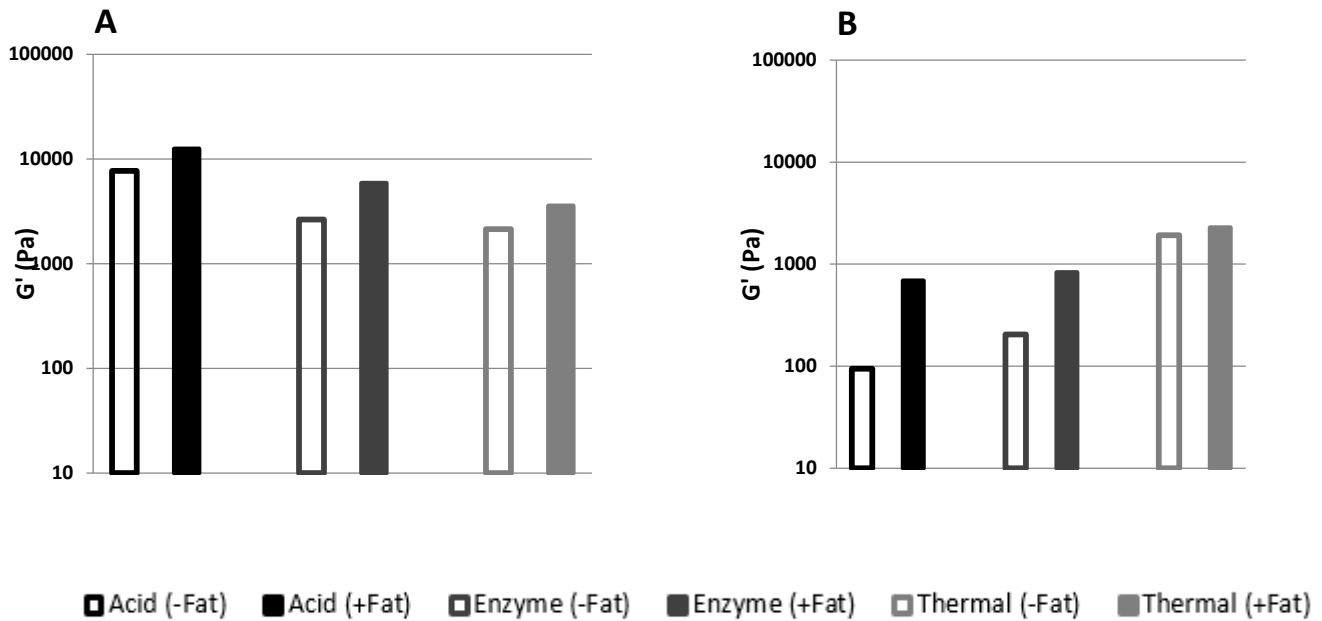 A
100000
10000
1000
100
10
G' (Pa)
B
100000
10000
1000
100
10
G' (Pa)
Acid (-Fat) Acid (+Fat) Enzyme (-Fat) Enzyme (+Fat) Thermal (-Fat) Thermal (+Fat)